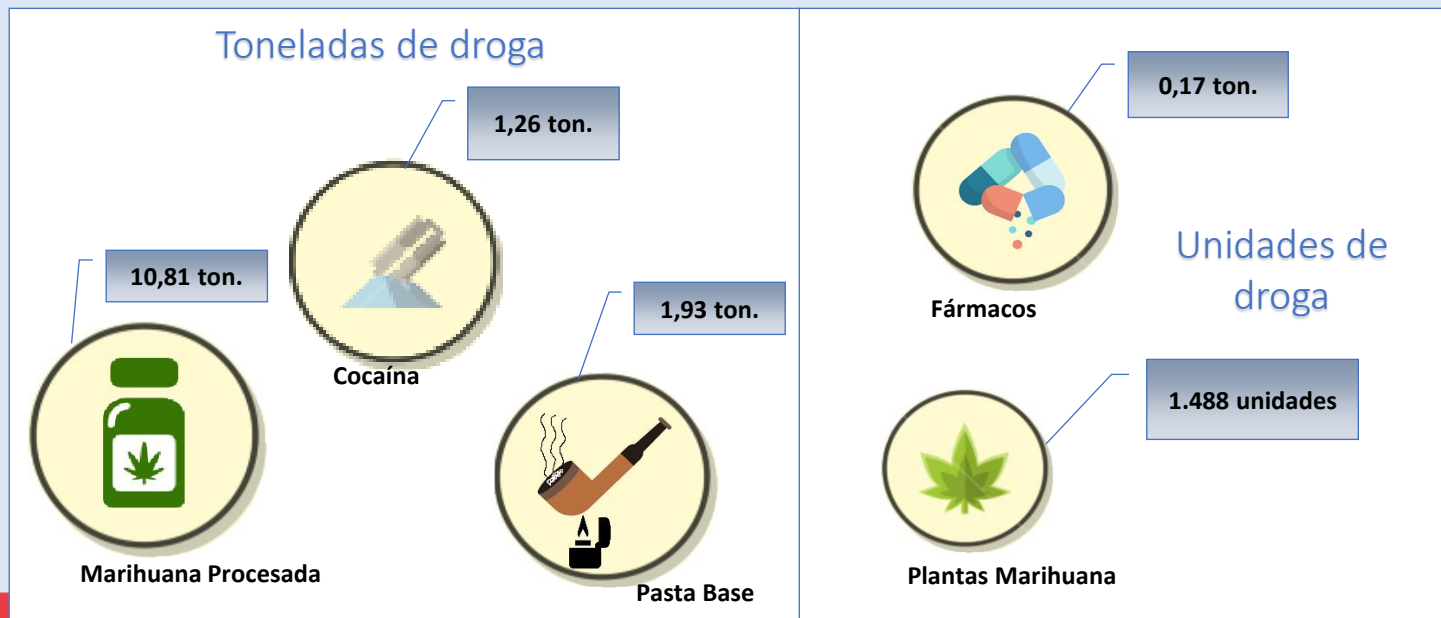 Toneladas de droga
1,26 ton.
10,81 ton.
1,93 ton.
Cocaína
Marihuana Procesada
Pasta Base
0,17 ton.
Fármacos
Unidades de
droga
1.488 unidades
Plantas Marihuana